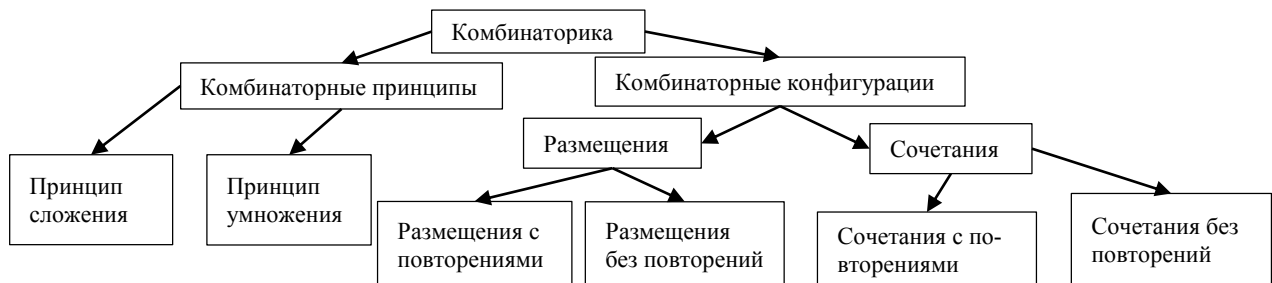 Комбинаторика
Комбинаторные принципы
Комбинаторные конфигурации
Размещения
Сочетания
Принцип
сложения
Принцип
умножения
Размещения с
повторениями
Размещения
без повторений
Сочетания с по-
вторениями
Сочетания без
повторений